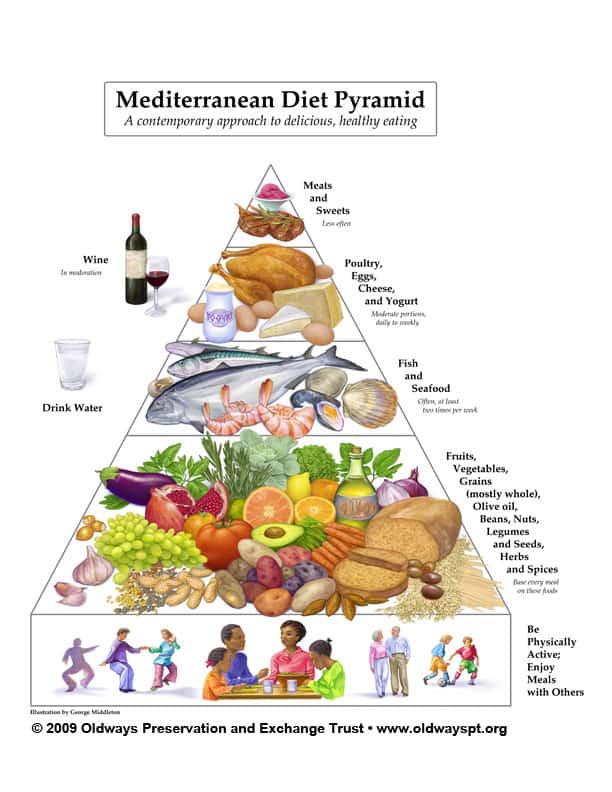 Mediterranean Diet Pyramid
A contemporary approach to delicious, healthy eating
Meats
and
Sweets
Less often
Wine
In moderation
Poultry,
Eggs,
Cheese,
and Yogurt
Moderate portions,
daily to weekly
Yogurt
Drink Water
Fish
and
Seafood
Often, at least
two times per week
Fruits,
Vegetables,
Grains
(mostly whole),
Olive oil,
Beans, Nuts,
Legumes
and Seeds,
Herbs
and Spices
Base every meal
on these foods
Be
Physically
Active;
Enjoy
Meals
with Others
Illustration by George Middleton
© 2009 Oldways Preservation and Exchange Trust • www.oldwayspt.org